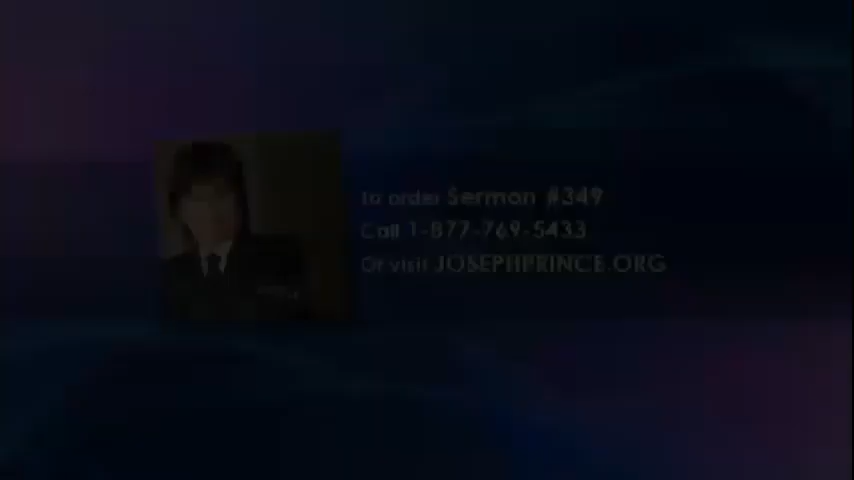 to order Sermon #349
Call 1-877-769-5433
Or visit JOSEPHPRINCE.ORG